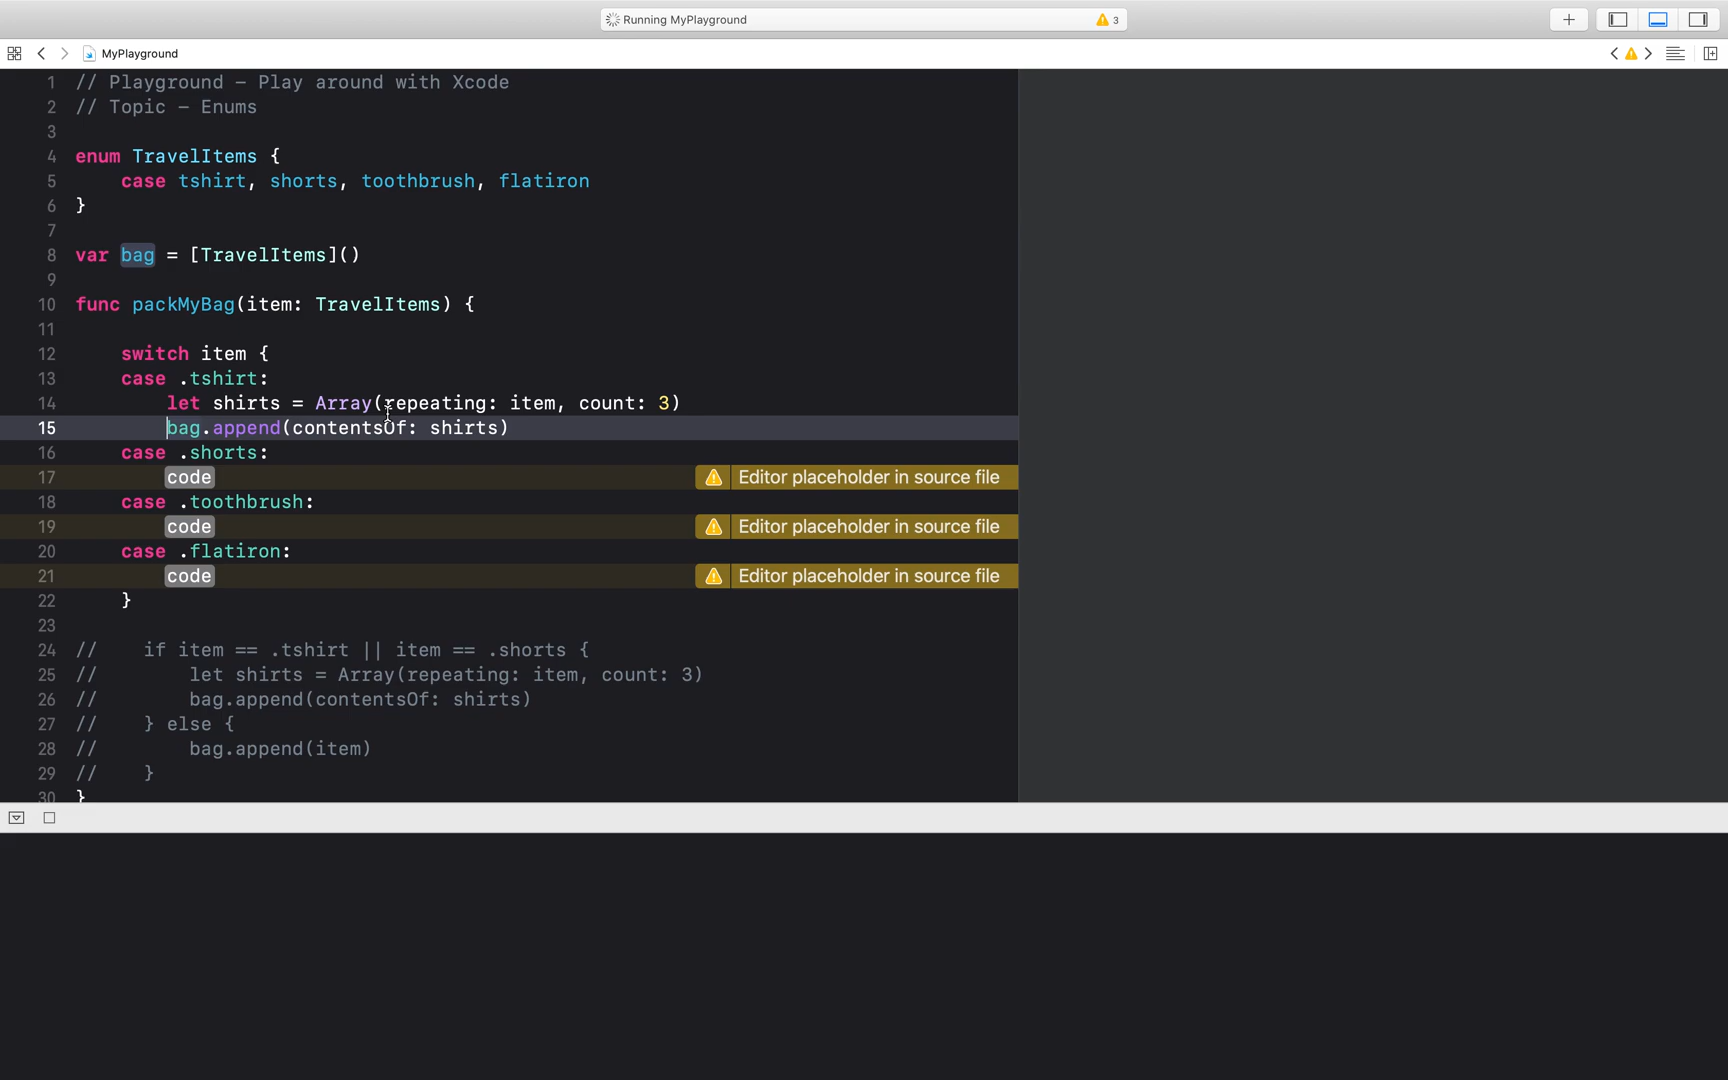 Running MyPlayground 3
MyPlayground
1 // Playground - Play around with Xcode
2 // Topic - Enums
3
4 enum TravelItems {
5 case tshirt, shorts, toothbrush, flatiron
6 }
7
8 var bag = [TravelItems]()
9
10 func packMyBag(item: TravelItems) {
11
12 switch item {
13 case .tshirt:
14 let shirts = Array(repeating: item, count: 3)
15 bag.append(contentsOf: shirts)
16 case .shorts:
17 code Editor placeholder in source file
18 case .toothbrush:
19 code Editor placeholder in source file
20 case .flatiron:
21 code Editor placeholder in source file
22 }
23
24 // if item == .tshirt || item == .shorts {
25 // let shirts = Array(repeating: item, count: 3)
26 // bag.append(contentsOf: shirts)
27 // } else {
28 // bag.append(item)
29 // }
30 }